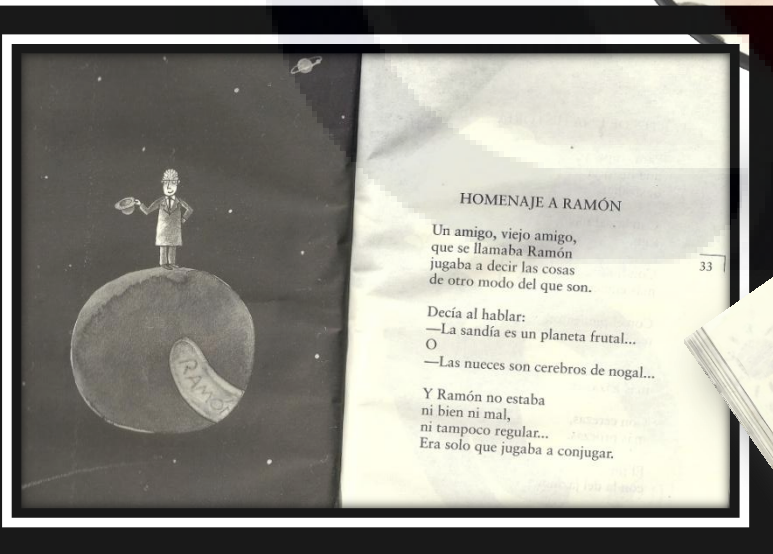 RAMÓN
HOMENAJE A RAMÓN
Un amigo, viejo amigo,
que se llamaba Ramón
jugaba a decir las cosas
de otro modo del que son.
33
Decía al hablar:
—La sandía es un planeta frutal...
O
—Las nueces son cerebros de nogal...
Y Ramón no estaba
ni bien ni mal,
ni tampoco regular...
Era solo que jugaba a conjugar.